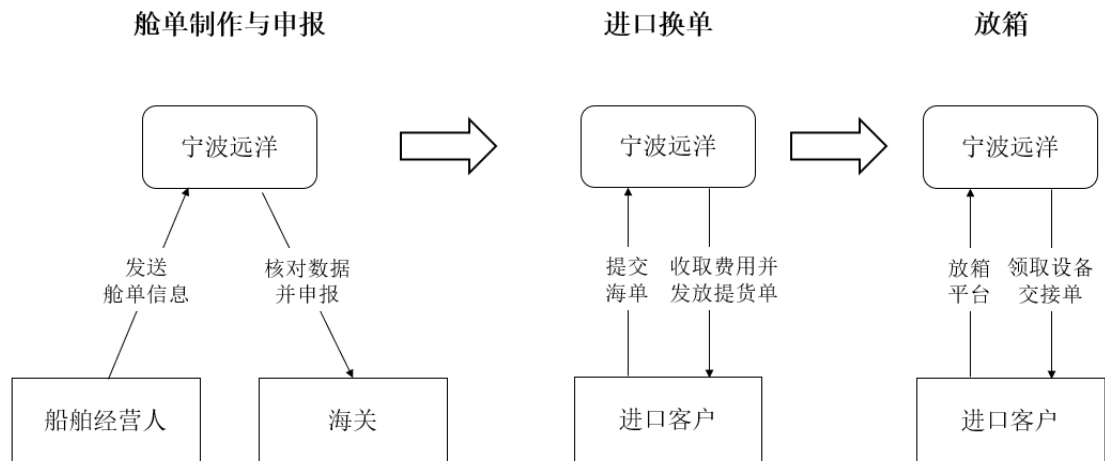 舱单制作与申报
进口换单
放箱
宁波远洋
宁波远洋
宁波远洋
发送
舱单信息
核对数据
并申报
提交
海单
收取费用并
发放提货单
放箱
平台
领取设备
交接单
船舶经营人
海关
进口客户
进口客户